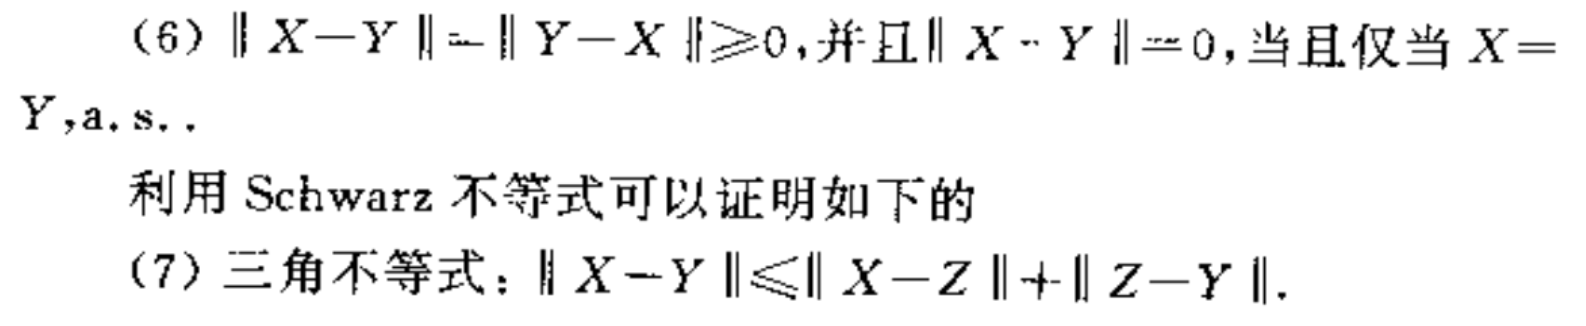 (6) ‖ X－Y ‖=‖ Y－X ‖≥0,并且‖ X－Y ‖=0,当且仅当 X=
Y,a.s..
利用 Schwarz 不等式可以证明如下的
(7) 三角不等式：‖ X－Y ‖≤‖ X－Z ‖+‖ Z－Y ‖.